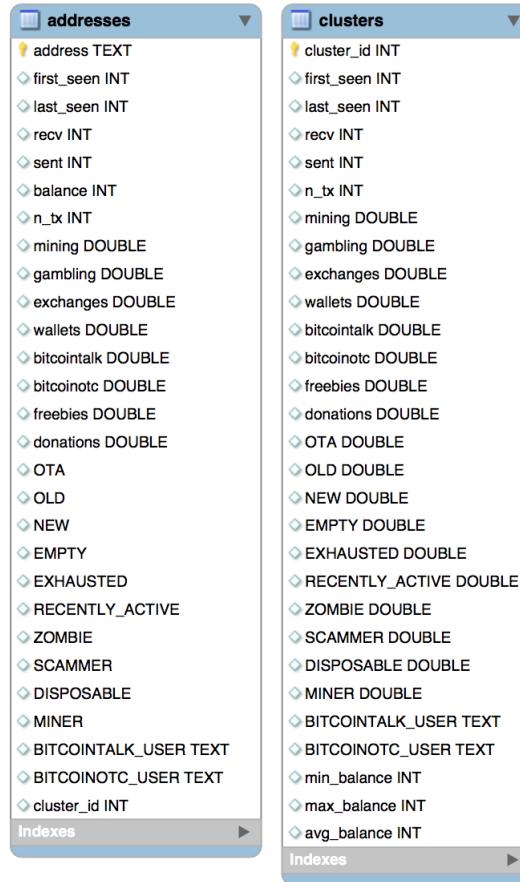 addresses
address TEXT
first_seen INT
last_seen INT
recv INT
sent INT
balance INT
n_tx INT
mining DOUBLE
gambling DOUBLE
exchanges DOUBLE
wallets DOUBLE
bitcointalk DOUBLE
bitcoinotc DOUBLE
freebies DOUBLE
donations DOUBLE
OTA
OLD
NEW
EMPTY
EXHAUSTED
RECENTLY_ACTIVE
ZOMBIE
SCAMMER
DISPOSABLE
MINER
BITCOINTALK_USER TEXT
BITCOINOTC_USER TEXT
cluster_id INT
Indexes
clusters
cluster_id INT
first_seen INT
last_seen INT
recv INT
sent INT
n_tx INT
mining DOUBLE
gambling DOUBLE
exchanges DOUBLE
wallets DOUBLE
bitcointalk DOUBLE
bitcoinotc DOUBLE
freebies DOUBLE
donations DOUBLE
OTA DOUBLE
OLD DOUBLE
NEW DOUBLE
EMPTY DOUBLE
EXHAUSTED DOUBLE
RECENTLY_ACTIVE DOUBLE
ZOMBIE DOUBLE
SCAMMER DOUBLE
DISPOSABLE DOUBLE
MINER DOUBLE
BITCOINTALK_USER TEXT
BITCOINOTC_USER TEXT
min_balance INT
max_balance INT
avg_balance INT
Indexes